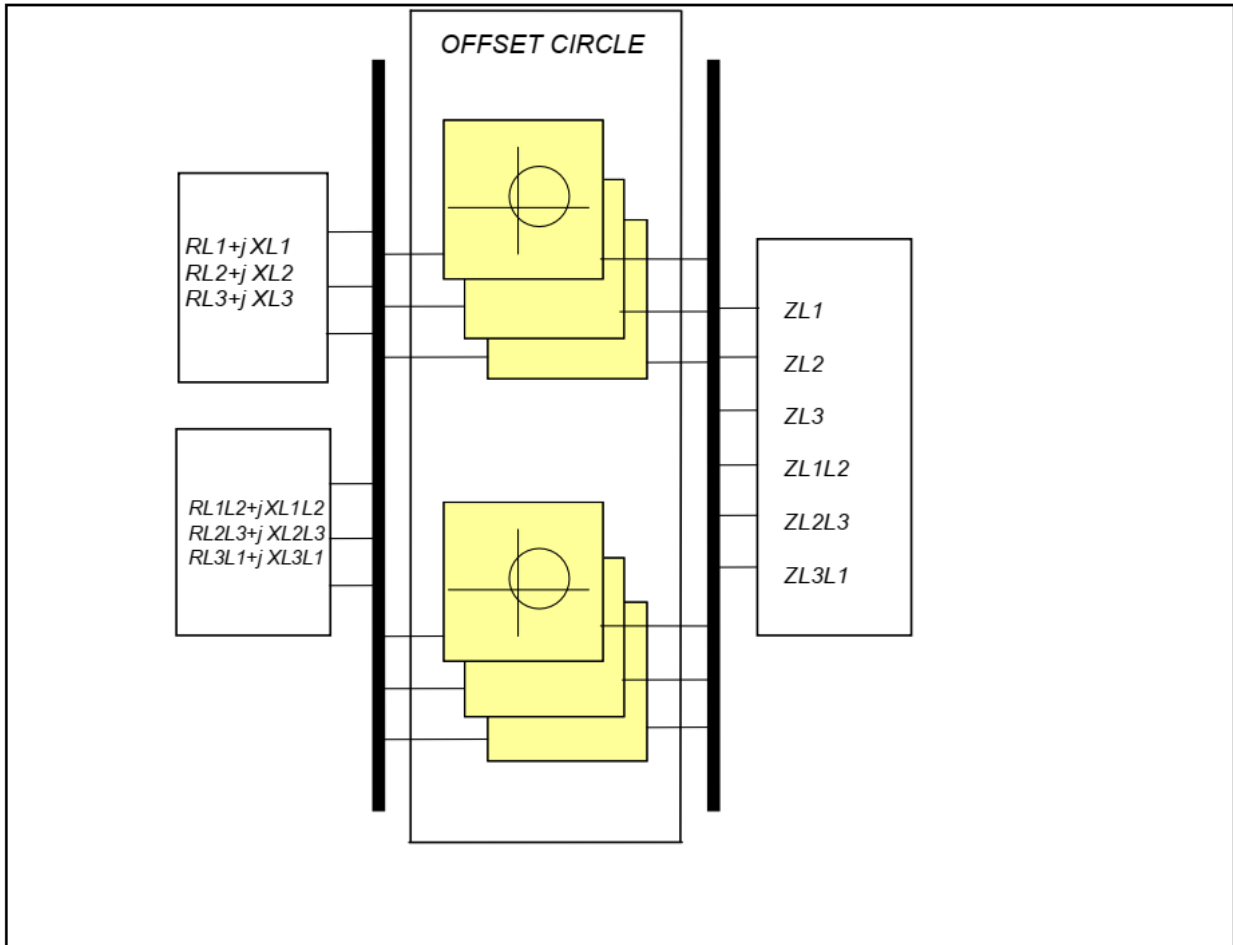 OFFSET CIRCLE
RL1+j XL1
RL2+j XL2
RL3+j XL3
RL1L2+j XL1L2
RL2L3+j XL2L3
RL3L1+j XL3L1
ZL1
ZL2
ZL3
ZL1L2
ZL2L3
ZL3L1